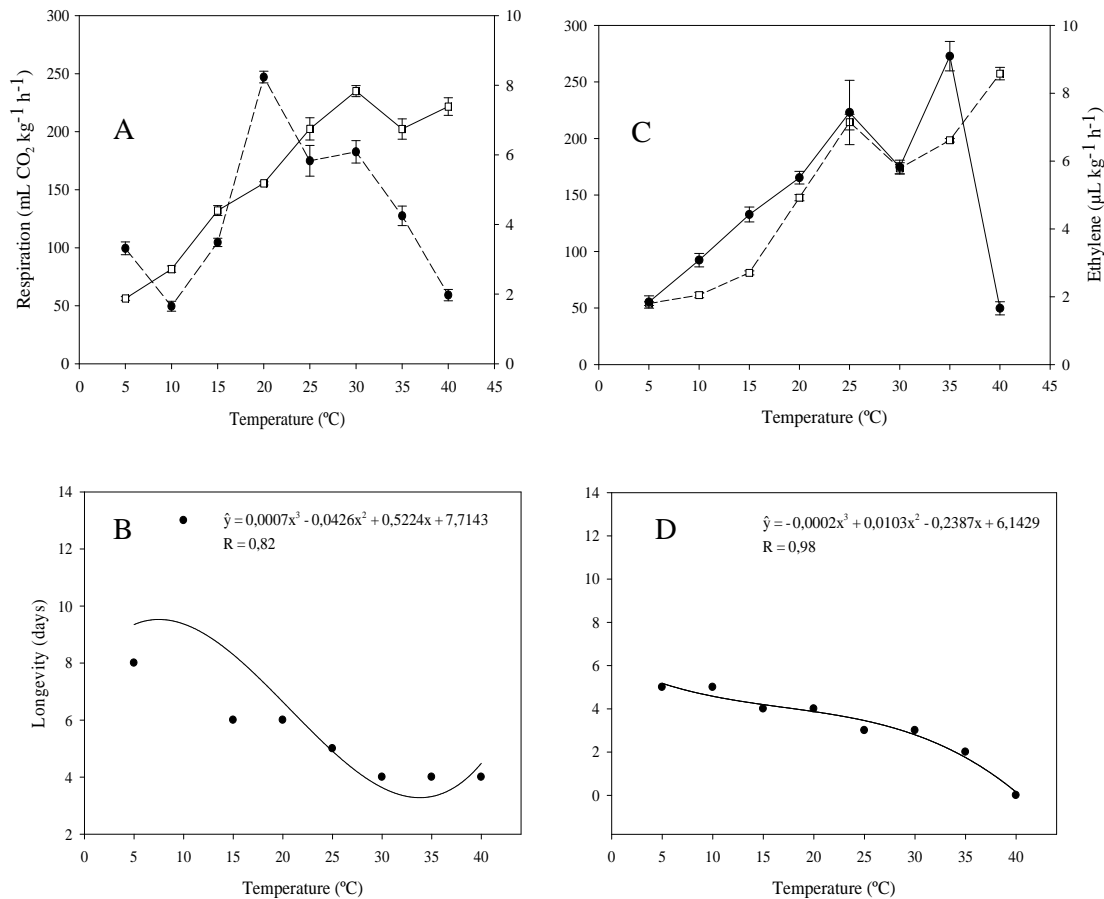 A
Respiration (mL CO₂ kg⁻¹ h⁻¹)
300
250
200
150
100
50
0
10
8
6
4
2
0
0 5 10 15 20 25 30 35 40 45
Temperature (ºC)
C
300
250
200
150
100
50
0
10
8
6
4
2
0
Ethylene (µL kg⁻¹ h⁻¹)
0 5 10 15 20 25 30 35 40 45
Temperature (ºC)
B
ŷ = 0,0007x³ - 0,0426x² + 0,5224x + 7,7143
R = 0,82
Longevity (days)
14
12
10
8
6
4
2
0 5 10 15 20 25 30 35 40
Temperature (ºC)
D
ŷ = -0,0002x³ + 0,0103x² - 0,2387x + 6,1429
R = 0,98
14
12
10
8
6
4
2
0
0 5 10 15 20 25 30 35 40
Temperature (ºC)